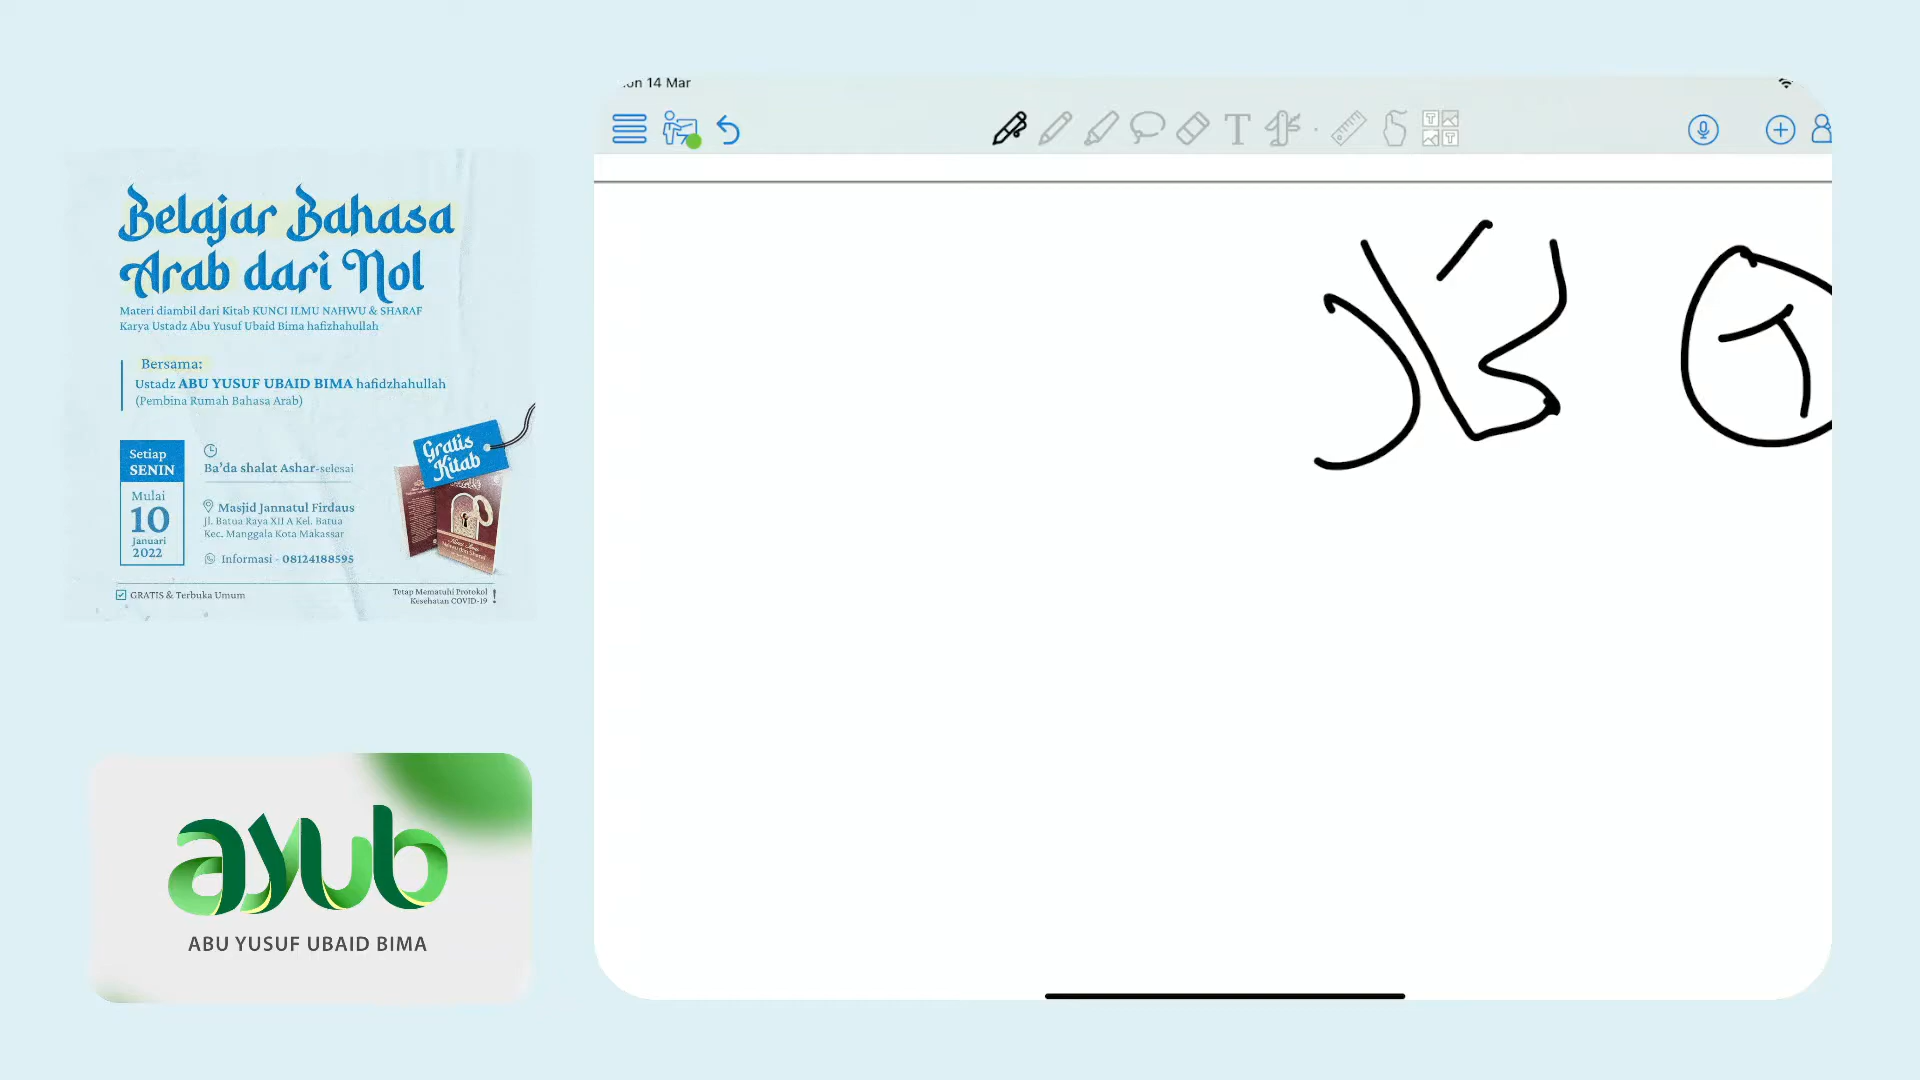 Mon 14 Mar
Belajar Bahasa
Arab dari Nol
Materi diambil dari Kitab KUNCI ILMU NAHWU & SHARAF
Karya Ustadz Abu Yusuf Ubaid Bima hafizhahullah
Bersama:
Ustadz ABU YUSUF UBAID BIMA hafidzhahullah
(Pembina Rumah Bahasa Arab)
Gratis
Kitab
Setiap
SENIN
Mulai
10
Januari
2022
Ba'da shalat Ashar-selesai
Masjid Jannatul Firdaus
Jl. Batua Raya XII A Kel. Batua
Kec. Manggala Kota Makassar
Informasi - 08124188595
GRATIS & Terbuka Umum
Tetap Mematuhi Protokol
Kesehatan COVID-19 !
ayub
ABU YUSUF UBAID BIMA